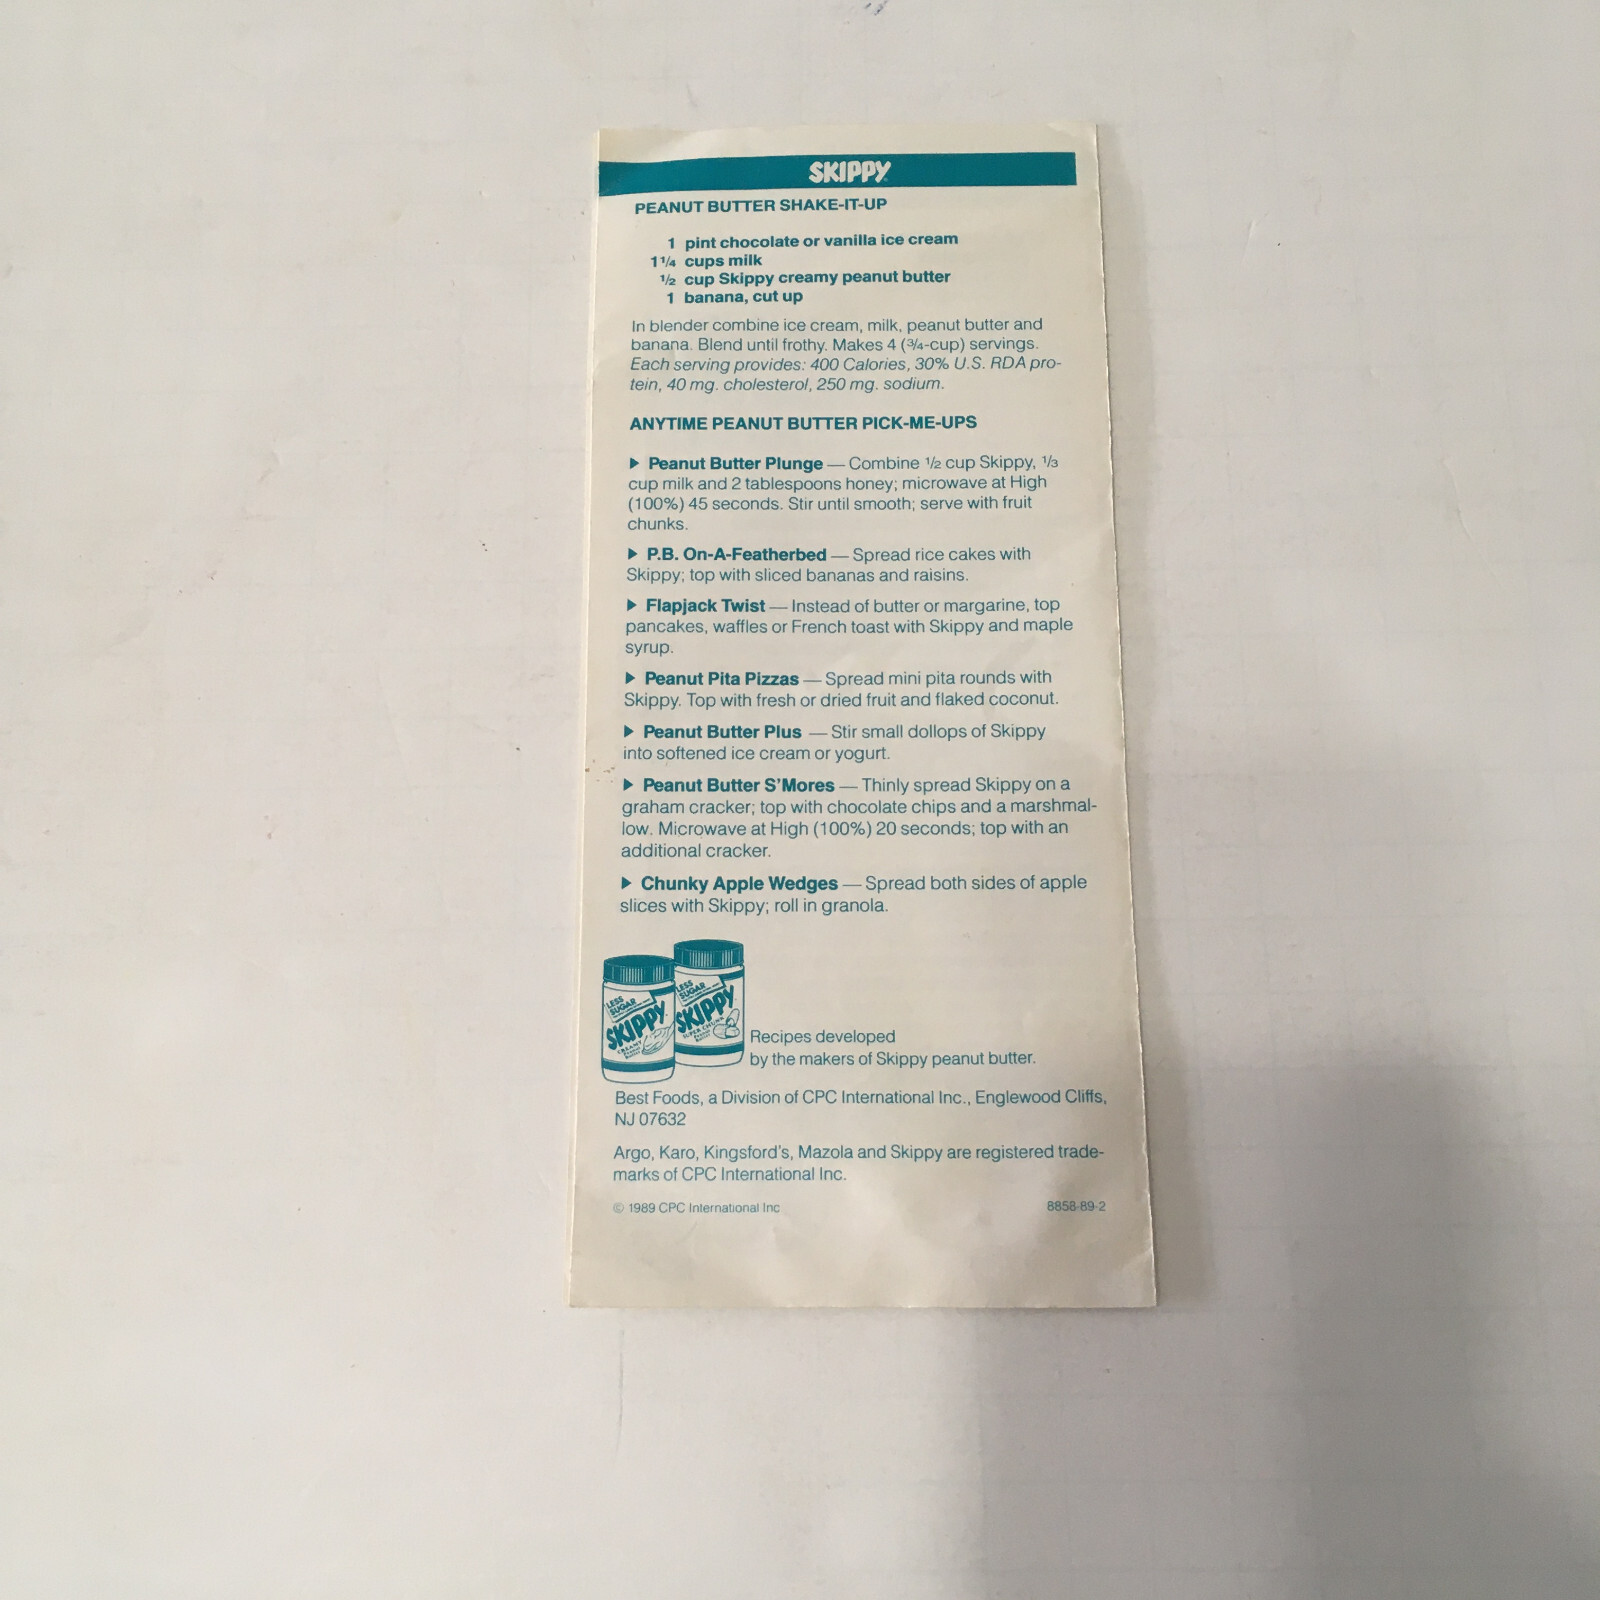 SKIPPY
PEANUT BUTTER SHAKE-IT-UP
1 pint chocolate or vanilla ice cream
1 1/4 cups milk
1/2 cup Skippy creamy peanut butter
1 banana, cut up
In blender combine ice cream, milk, peanut butter and
banana. Blend until frothy. Makes 4 (3/4-cup) servings.
Each serving provides: 400 Calories, 30% U.S. RDA pro-
tein, 40 mg. cholesterol, 250 mg. sodium.
ANYTIME PEANUT BUTTER PICK-ME-UPS
▶ Peanut Butter Plunge — Combine 1/2 cup Skippy, 1/3
cup milk and 2 tablespoons honey; microwave at High
(100%) 45 seconds. Stir until smooth; serve with fruit
chunks.
▶ P.B. On-A-Featherbed — Spread rice cakes with
Skippy; top with sliced bananas and raisins.
▶ Flapjack Twist — Instead of butter or margarine, top
pancakes, waffles or French toast with Skippy and maple
syrup.
▶ Peanut Pita Pizzas — Spread mini pita rounds with
Skippy. Top with fresh or dried fruit and flaked coconut.
▶ Peanut Butter Plus — Stir small dollops of Skippy
into softened ice cream or yogurt.
▶ Peanut Butter S'Mores — Thinly spread Skippy on a
graham cracker; top with chocolate chips and a marshmal-
low. Microwave at High (100%) 20 seconds; top with an
additional cracker.
▶ Chunky Apple Wedges — Spread both sides of apple
slices with Skippy; roll in granola.
LESS
SUGAR
SKIPPY
CREAMY
Peanut
Butter
LESS
SUGAR
SKIPPY
SUPER CHUNK
Peanut
Butter
Recipes developed
by the makers of Skippy peanut butter.
Best Foods, a Division of CPC International Inc., Englewood Cliffs,
NJ 07632
Argo, Karo, Kingsford's, Mazola and Skippy are registered trade-
marks of CPC International Inc.
© 1989 CPC International Inc
8858-89-2